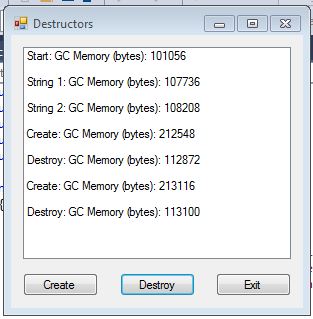 Destructors
Start: GC Memory (bytes): 101056
String 1: GC Memory (bytes): 107736
String 2: GC Memory (bytes): 108208
Create: GC Memory (bytes): 212548
Destroy: GC Memory (bytes): 112872
Create: GC Memory (bytes): 213116
Destroy: GC Memory (bytes): 113100
Create
Destroy
Exit